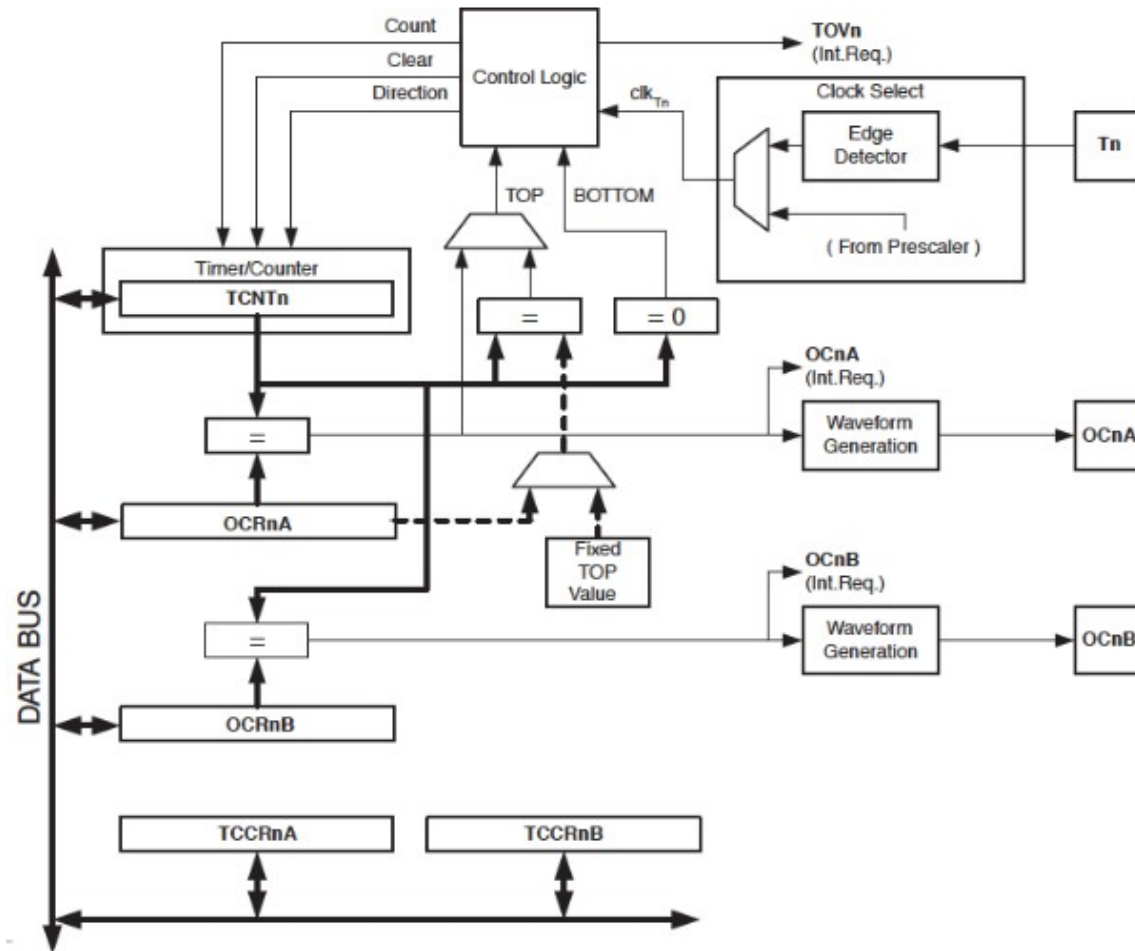 Count
Clear
Direction
Control Logic
TOVn
(Int.Req.)
clkTn
Clock Select
Edge
Detector
Tn
( From Prescaler )
TOP
BOTTOM
Timer/Counter
TCNTn
=
= 0
OCnA
(Int.Req.)
=
Waveform
Generation
OCnA
OCRnA
Fixed
TOP
Value
OCnB
(Int.Req.)
=
Waveform
Generation
OCnB
OCRnB
DATA BUS
TCCRnA
TCCRnB